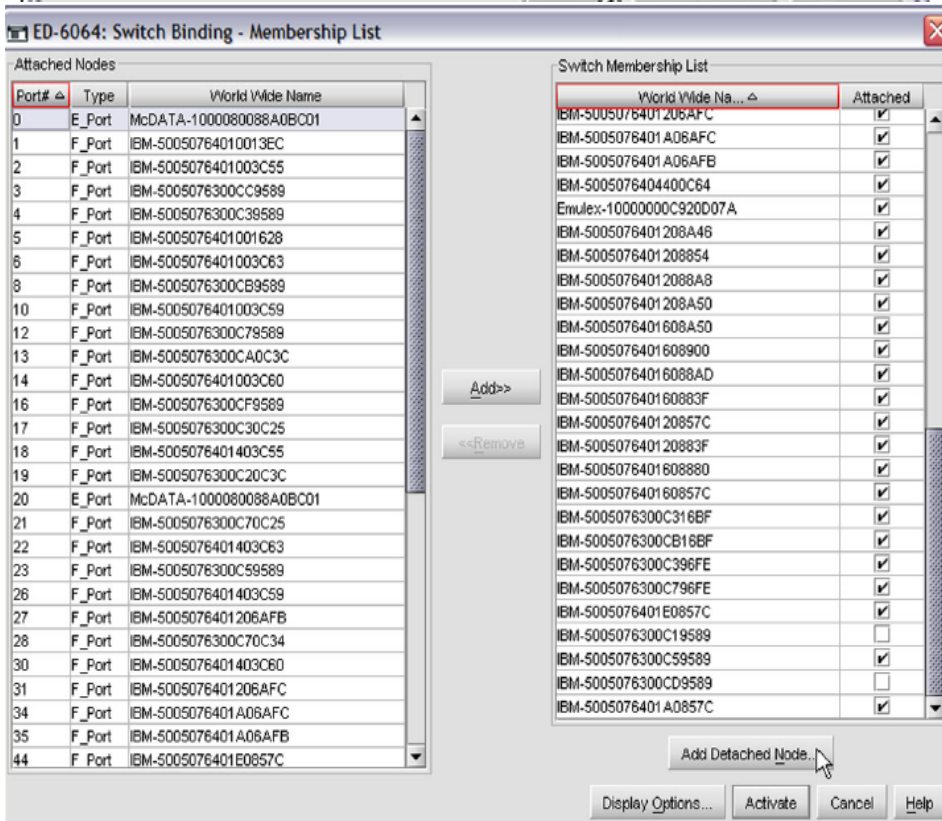 ED-6064: Switch Binding - Membership List
Attached Nodes
Port# Type World Wide Name
0 E_Port McDATA-1000080088A0BC01
1 F_Port IBM-50050764010013EC
2 F_Port IBM-5005076401003C55
3 F_Port IBM-5005076300CC9589
4 F_Port IBM-5005076300C39589
5 F_Port IBM-5005076401001628
6 F_Port IBM-5005076401003C63
8 F_Port IBM-5005076300CB9589
10 F_Port IBM-5005076401003C59
12 F_Port IBM-5005076300C79589
13 F_Port IBM-5005076300CA0C3C
14 F_Port IBM-5005076401003C60
16 F_Port IBM-5005076300CF9589
17 F_Port IBM-5005076300C30C25
18 F_Port IBM-5005076401403C55
19 F_Port IBM-5005076300C20C3C
20 E_Port McDATA-1000080088A0BC01
21 F_Port IBM-5005076300C70C25
22 F_Port IBM-5005076401403C63
23 F_Port IBM-5005076300C59589
26 F_Port IBM-5005076401403C59
27 F_Port IBM-5005076401206AFB
28 F_Port IBM-5005076300C70C34
30 F_Port IBM-5005076401403C60
31 F_Port IBM-5005076401206AFC
34 F_Port IBM-5005076401A06AFC
35 F_Port IBM-5005076401A06AFB
44 F_Port IBM-5005076401E0857C
Add>>
<<Remove
Switch Membership List
World Wide Na... Attached
IBM-5005076401206AFC
IBM-5005076401A06AFC
IBM-5005076401A06AFB
IBM-5005076404400C64
Emulex-10000000C920D07A
IBM-5005076401208A46
IBM-5005076401208854
IBM-50050764012088A8
IBM-5005076401208A50
IBM-5005076401608A50
IBM-5005076401608900
IBM-50050764016088AD
IBM-500507640160883F
IBM-500507640120857C
IBM-500507640120883F
IBM-5005076401608880
IBM-500507640160857C
IBM-5005076300C316BF
IBM-5005076300CB16BF
IBM-5005076300C396FE
IBM-5005076300C796FE
IBM-5005076401E0857C
IBM-5005076300C19589
IBM-5005076300C59589
IBM-5005076300CD9589
IBM-5005076401A0857C
Add Detached Node...
Display Options... Activate Cancel Help